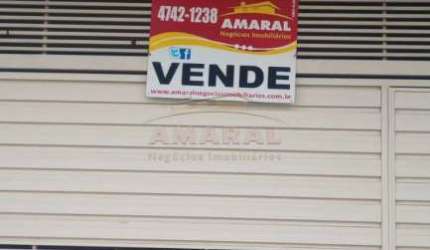 4742-1238
AMARAL
Negócios Imobiliários
VENDE
www.amaralnegociosimobiliarios.com.br
AMARAL
Negócios Imobiliários